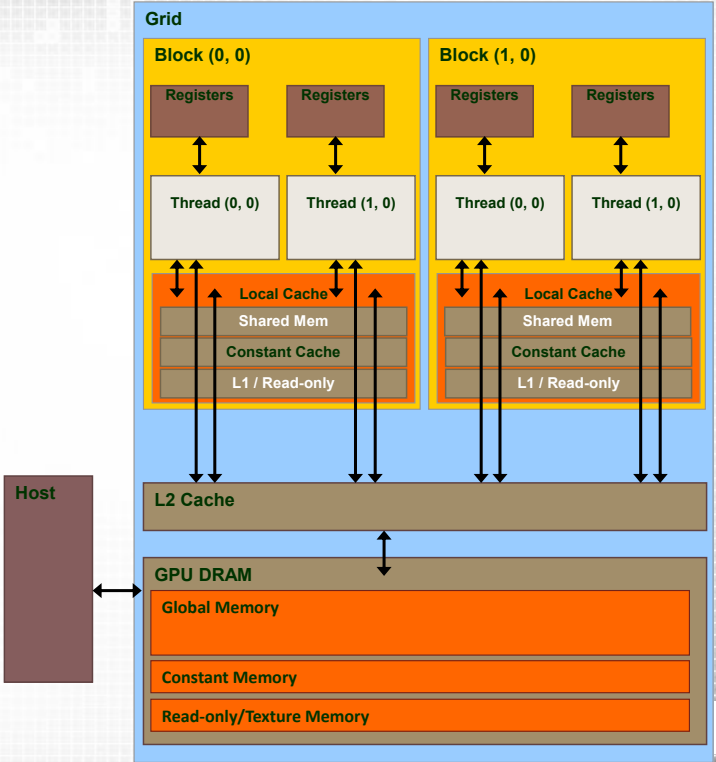 Grid
Block (0, 0)
Block (1, 0)
Registers
Registers
Registers
Registers
Thread (0, 0)
Thread (1, 0)
Thread (0, 0)
Thread (1, 0)
Local Cache
Shared Mem
Constant Cache
L1 / Read-only
Local Cache
Shared Mem
Constant Cache
L1 / Read-only
Host
L2 Cache
GPU DRAM
Global Memory
Constant Memory
Read-only/Texture Memory